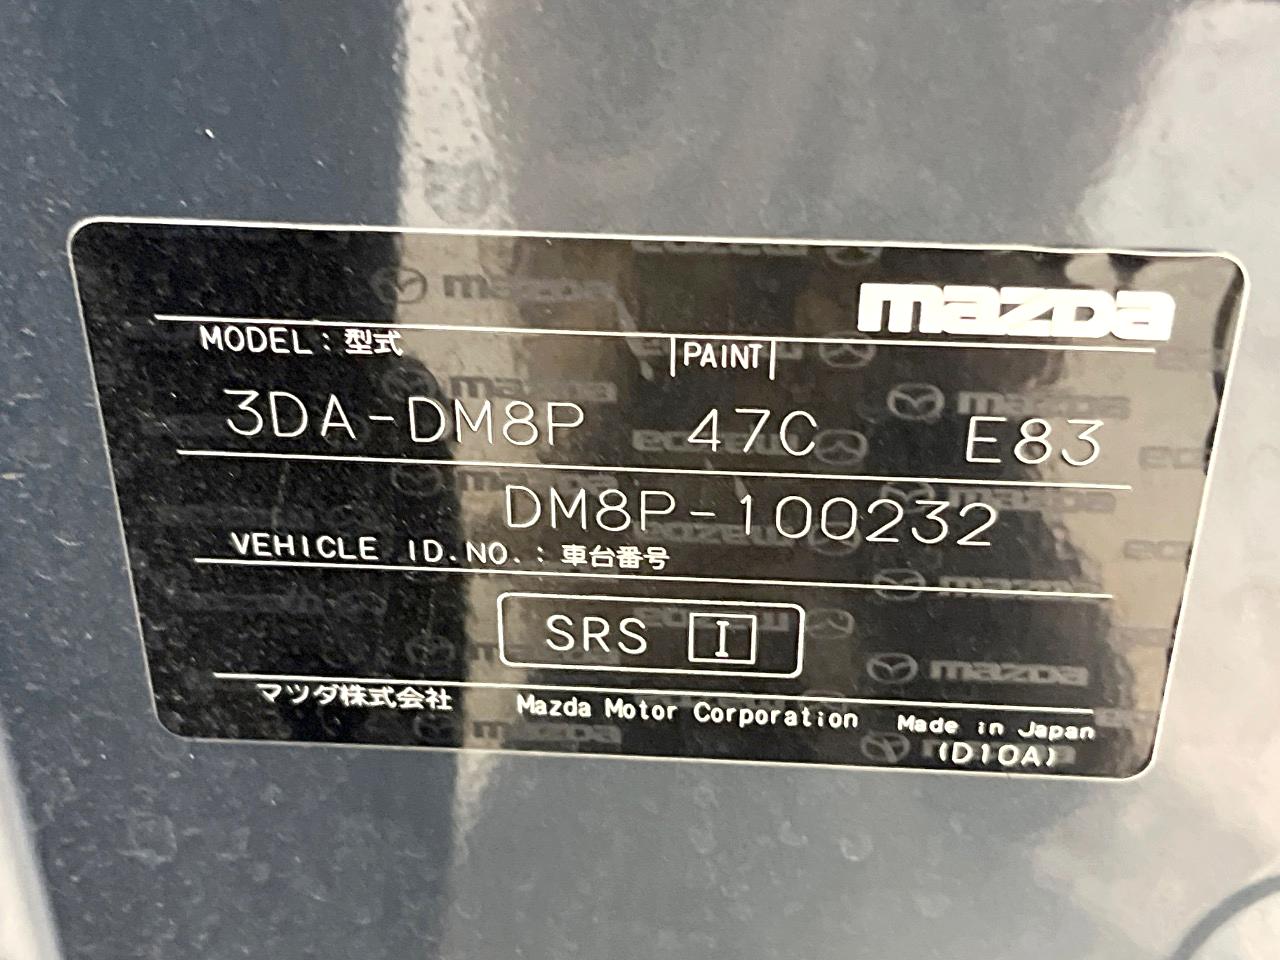 mazda
MODEL : 型式 |PAINT|
3DA-DM8P 47C E83
DM8P-100232
VEHICLE ID.NO. : 車台番号
SRS I
マツダ株式会社 Mazda Motor Corporation Made in Japan
(D10A)